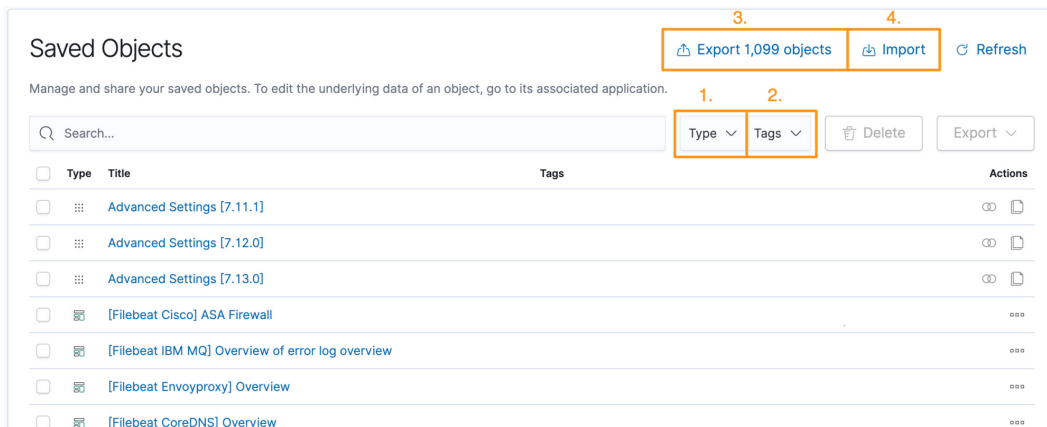 3. 4.
Saved Objects Export 1,099 objects Import Refresh
Manage and share your saved objects. To edit the underlying data of an object, go to its associated application.
1. 2.
Search... Type Tags Delete Export
Type Title Tags Actions
Advanced Settings [7.11.1]
Advanced Settings [7.12.0]
Advanced Settings [7.13.0]
[Filebeat Cisco] ASA Firewall
[Filebeat IBM MQ] Overview of error log overview
[Filebeat Envoyproxy] Overview
[Filebeat CoreDNS] Overview